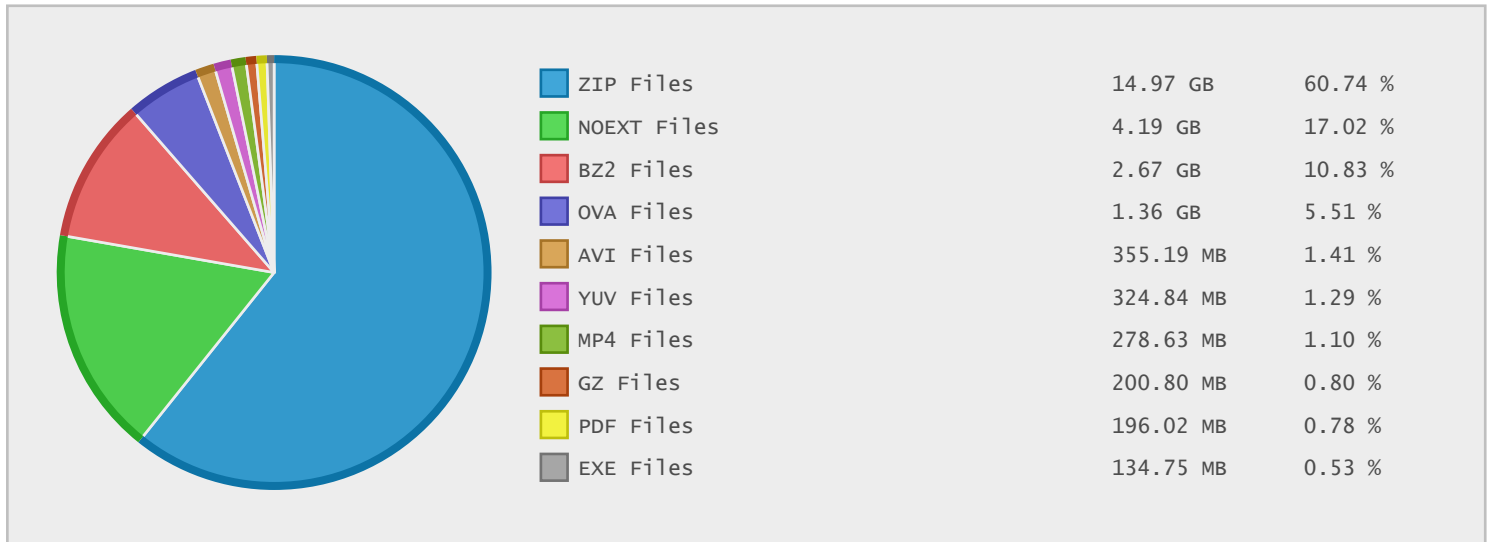 ZIP Files 14.97 GB 60.74 %
NOEXT Files 4.19 GB 17.02 %
BZ2 Files 2.67 GB 10.83 %
OVA Files 1.36 GB 5.51 %
AVI Files 355.19 MB 1.41 %
YUV Files 324.84 MB 1.29 %
MP4 Files 278.63 MB 1.10 %
GZ Files 200.80 MB 0.80 %
PDF Files 196.02 MB 0.78 %
EXE Files 134.75 MB 0.53 %